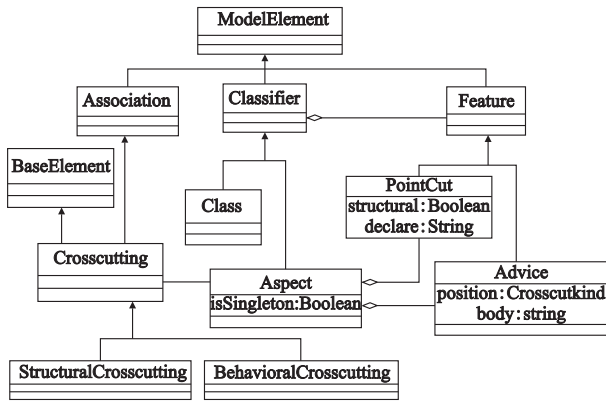 ModelElement
Association
Classifier
Feature
BaseElement
Class
PointCut
structural:Boolean
declare:String
Crosscutting
Aspect
isSingleton:Boolean
Advice
position:Crosscutkind
body:string
StructuralCrosscutting
BehavioralCrosscutting